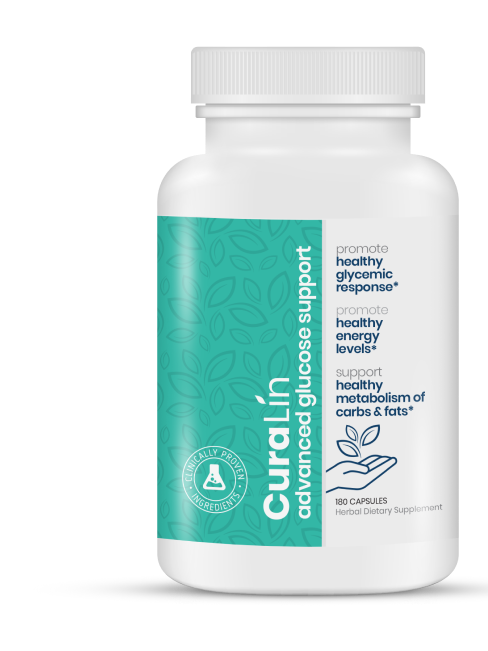 curaLín
advanced glucose support
CLINICALLY PROVEN
INGREDIENTS
promote
healthy
glycemic
response*
promote
healthy
energy
levels*
support
healthy
metabolism of
carbs & fats*
180 CAPSULES
Herbal Dietary Supplement